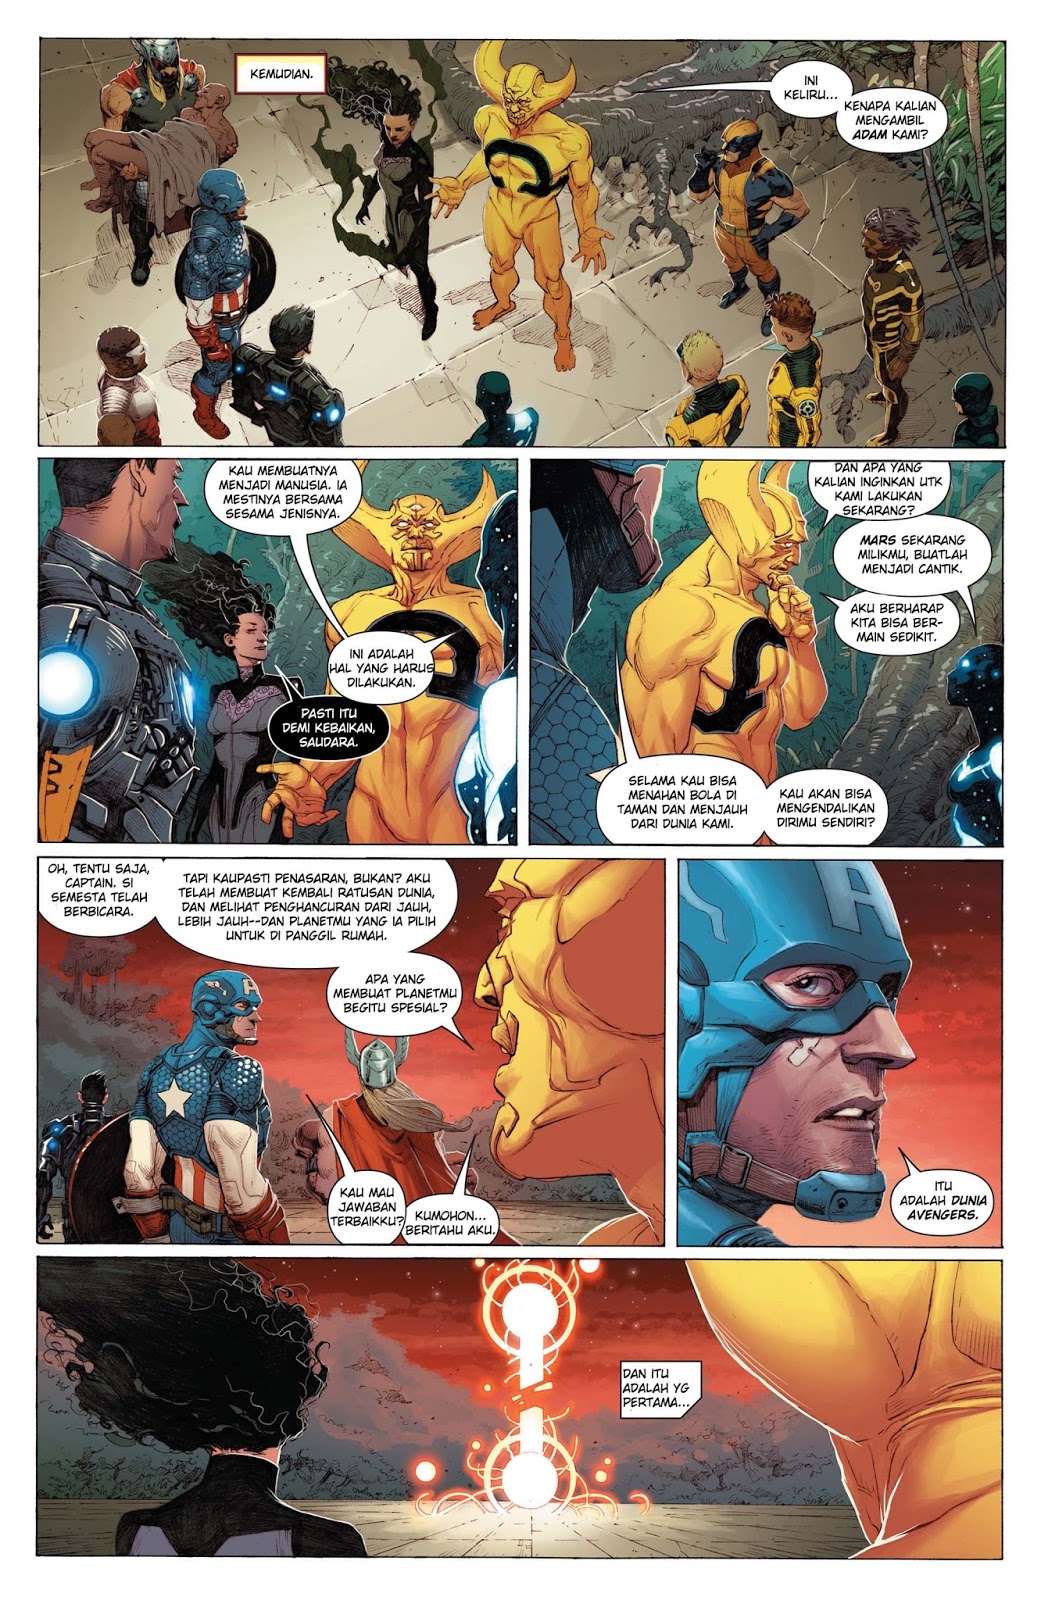 KEMUDIAN.
INI
KELIRU...
KENAPA KALIAN
MENGAMBIL
ADAM KAMI?
KAU MEMBUATNYA
MENJADI MANUSIA. IA
MESTINYA BERSAMA
SESAMA JENISNYA.
INI ADALAH
HAL YANG HARUS
DILAKUKAN.
PASTI ITU
DEMI KEBAIKAN,
SAUDARA.
DAN APA YANG
KALIAN INGINKAN UTK
KAMI LAKUKAN
SEKARANG?
MARS SEKARANG
MILIKMU, BUATLAH
MENJADI CANTIK.
AKU BERHARAP
KITA BISA BER-
MAIN SEDIKIT.
SELAMA KAU BISA
MENAHAN BOLA DI
TAMAN DAN MENJAUH
DARI DUNIA KAMI.
KAU AKAN BISA
MENGENDALIKAN
DIRIMU SENDIRI?
OH, TENTU SAJA,
CAPTAIN. SI
SEMESTA TELAH
BERBICARA.
TAPI KAUPASTI PENASARAN, BUKAN? AKU
TELAH MEMBUAT KEMBALI RATUSAN DUNIA,
DAN MELIHAT PENGHANCURAN DARI JAUH,
LEBIH JAUH--DAN PLANETMU YANG IA PILIH
UNTUK DI PANGGIL RUMAH.
APA YANG
MEMBUAT PLANETMU
BEGITU SPESIAL?
KAU MAU
JAWABAN
TERBAIKKU?
KUMOHON...
BERITAHU AKU.
A
ITU
ADALAH DUNIA
AVENGERS.
DAN ITU
ADALAH YG
PERTAMA...